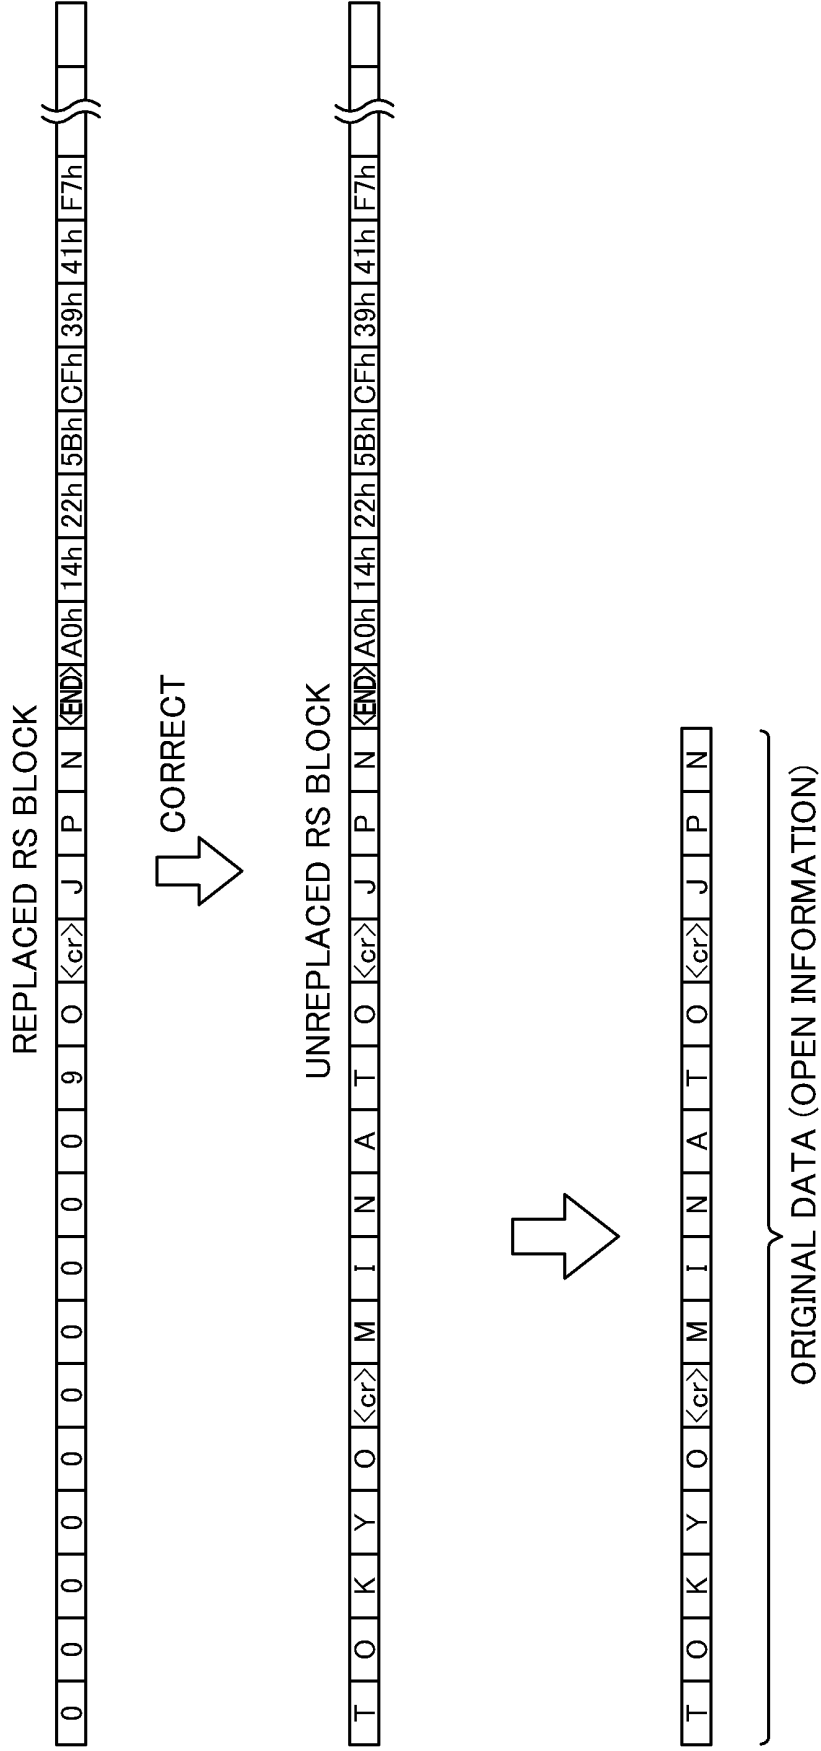 REPLACED RS BLOCK
0 0 0 0 0 0 0 0 0 0 9 O <cr> J P N <END> A0h 14h 22h 5Bh CFh 39h 41h F7h
CORRECT
UNREPLACED RS BLOCK
T O K Y O <cr> M I N A T O <cr> J P N <END> A0h 14h 22h 5Bh CFh 39h 41h F7h
T O K Y O <cr> M I N A T O <cr> J P N
ORIGINAL DATA (OPEN INFORMATION)